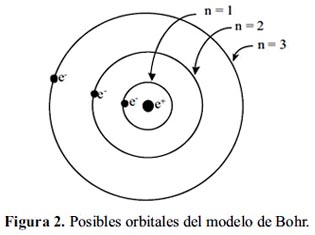 n = 1
n = 2
n = 3
e-
e-
e-
e+
Figura 2. Posibles orbitales del modelo de Bohr.